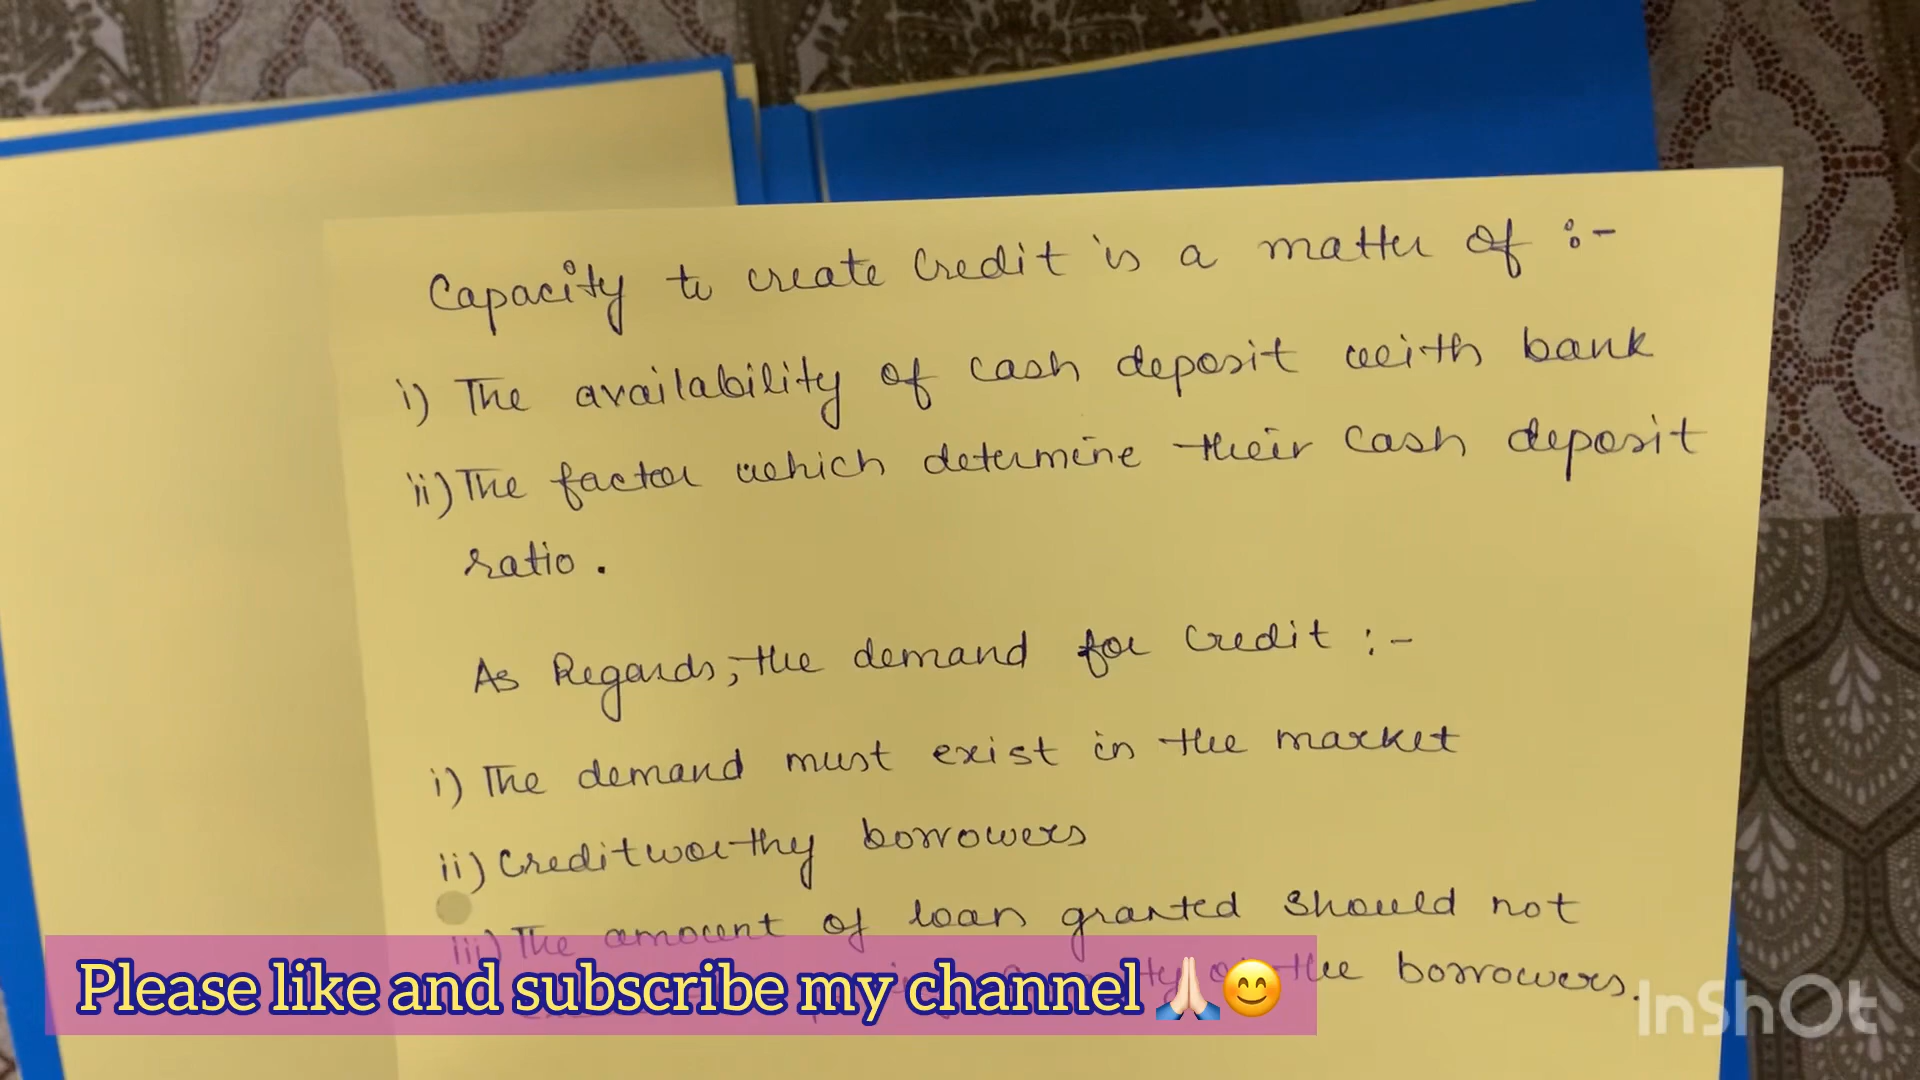 Capacity to create Credit is a matter of :-
i) The availability of cash deposit with bank
ii) The factor which determine their cash deposit
ratio.
As Regards, the demand for credit :-
i) The demand must exist in the market
ii) Creditworthy borrowers
iii) The amount of loan granted should not
the borrowers.
Please like and subscribe my channel 🙏🏻😊
InShOt